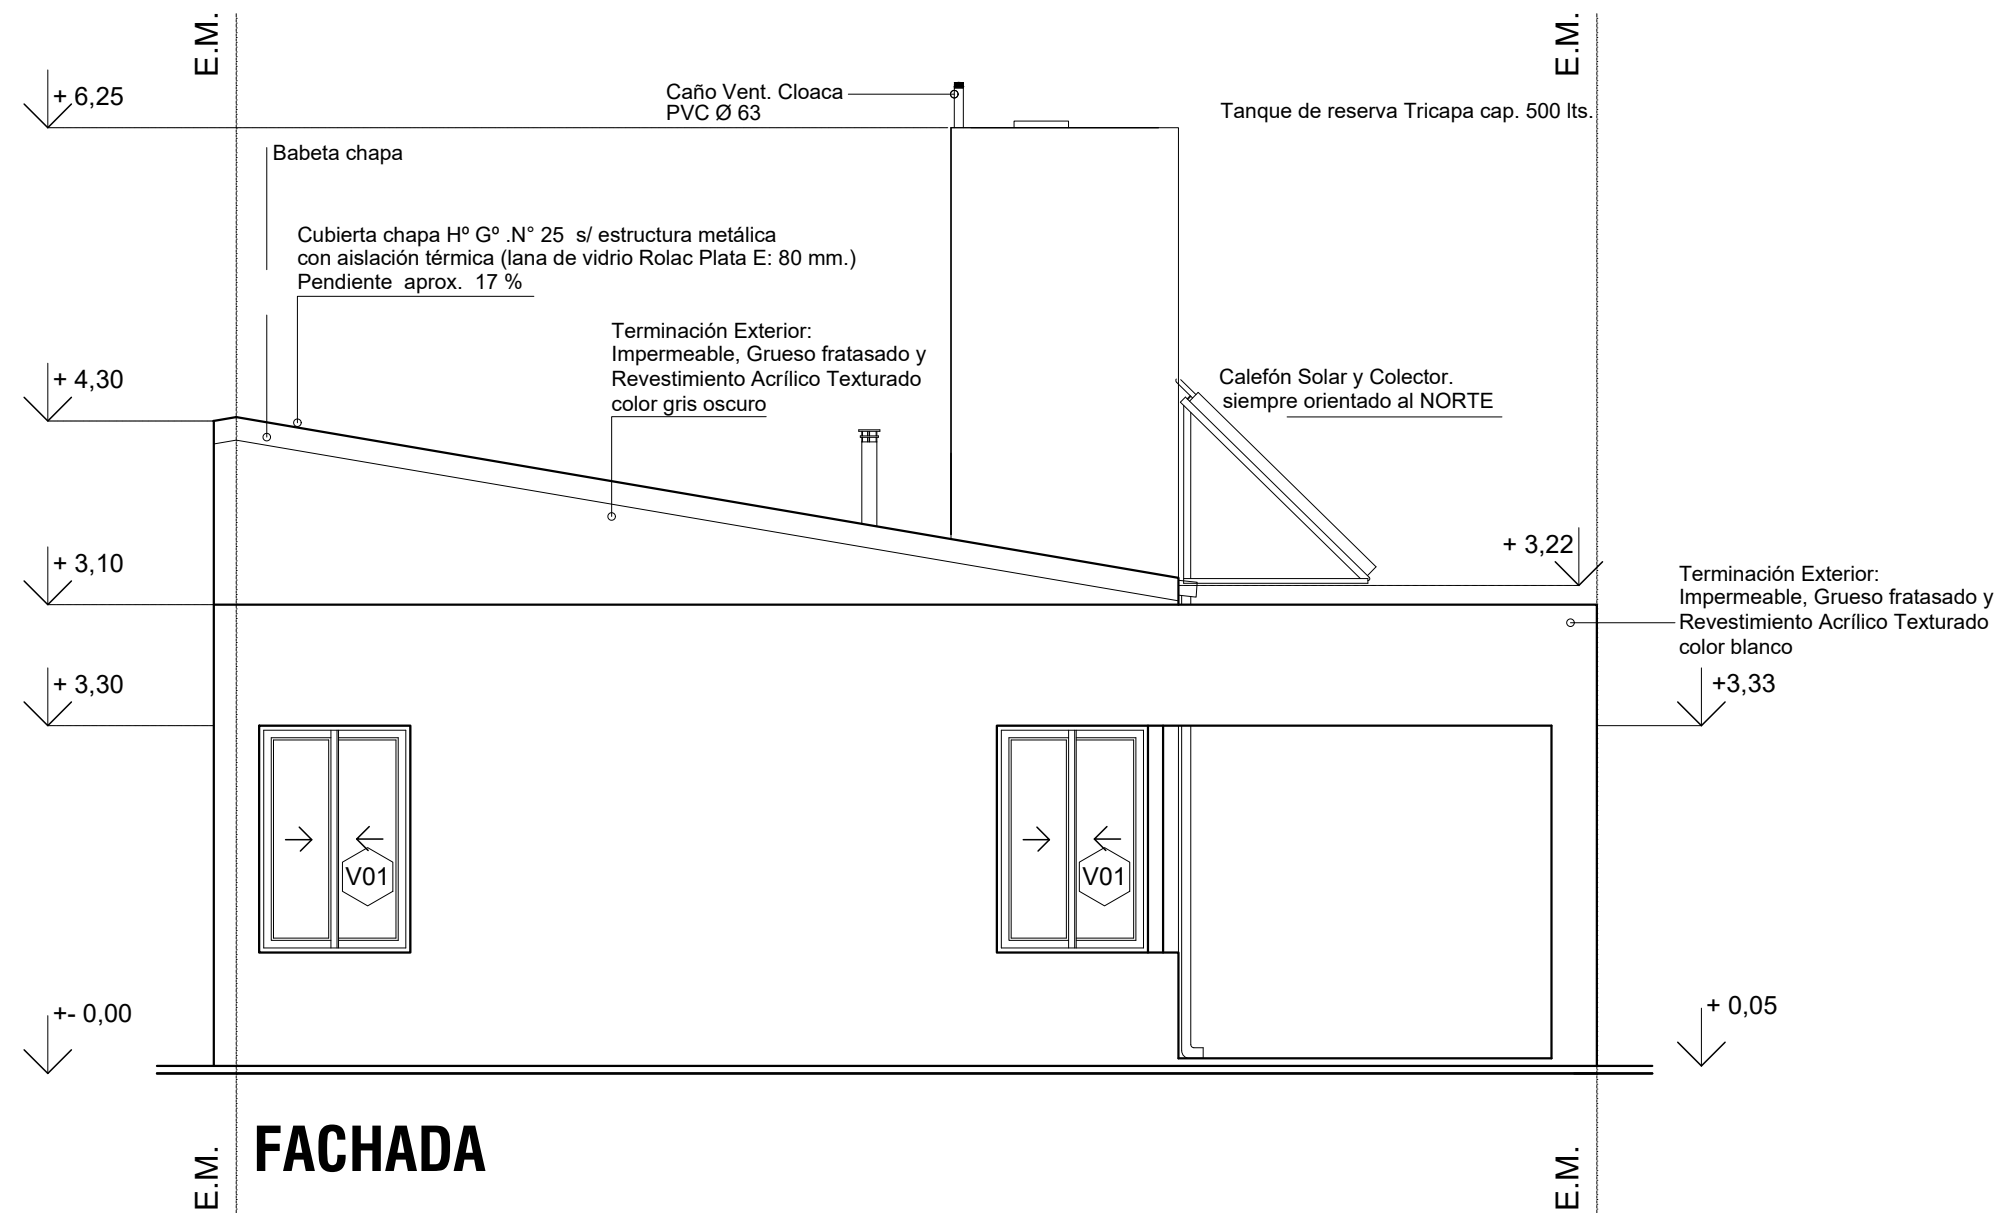 E.M.
E.M.
+ 6,25
Caño Vent. Cloaca
PVC Ø 63
Tanque de reserva Tricapa cap. 500 lts.
Babeta chapa
Cubierta chapa Hº Gº .N° 25 s/ estructura metálica
con aislación térmica (lana de vidrio Rolac Plata E: 80 mm.)
Pendiente aprox. 17 %
Terminación Exterior:
Impermeable, Grueso fratasado y
Revestimiento Acrílico Texturado
color gris oscuro
+ 4,30
Calefón Solar y Colector.
siempre orientado al NORTE
+ 3,10
+ 3,22
Terminación Exterior:
Impermeable, Grueso fratasado y
Revestimiento Acrílico Texturado
color blanco
+ 3,30
+3,33
V01
V01
+- 0,00
+ 0,05
FACHADA
E.M.
E.M.